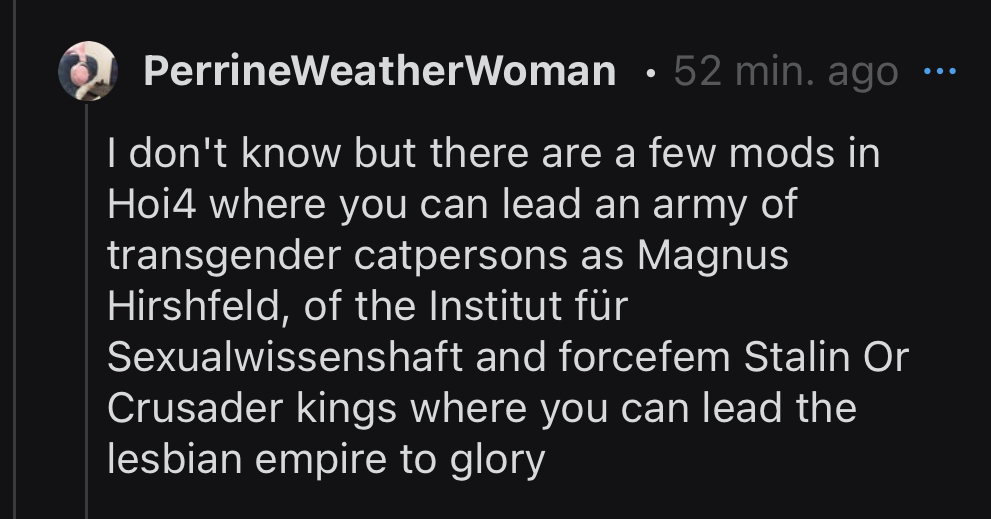 PerrineWeatherWoman • 52 min. ago •••
I don't know but there are a few mods in
Hoi4 where you can lead an army of
transgender catpersons as Magnus
Hirshfeld, of the Institut für
Sexualwissenshaft and forcefem Stalin Or
Crusader kings where you can lead the
lesbian empire to glory